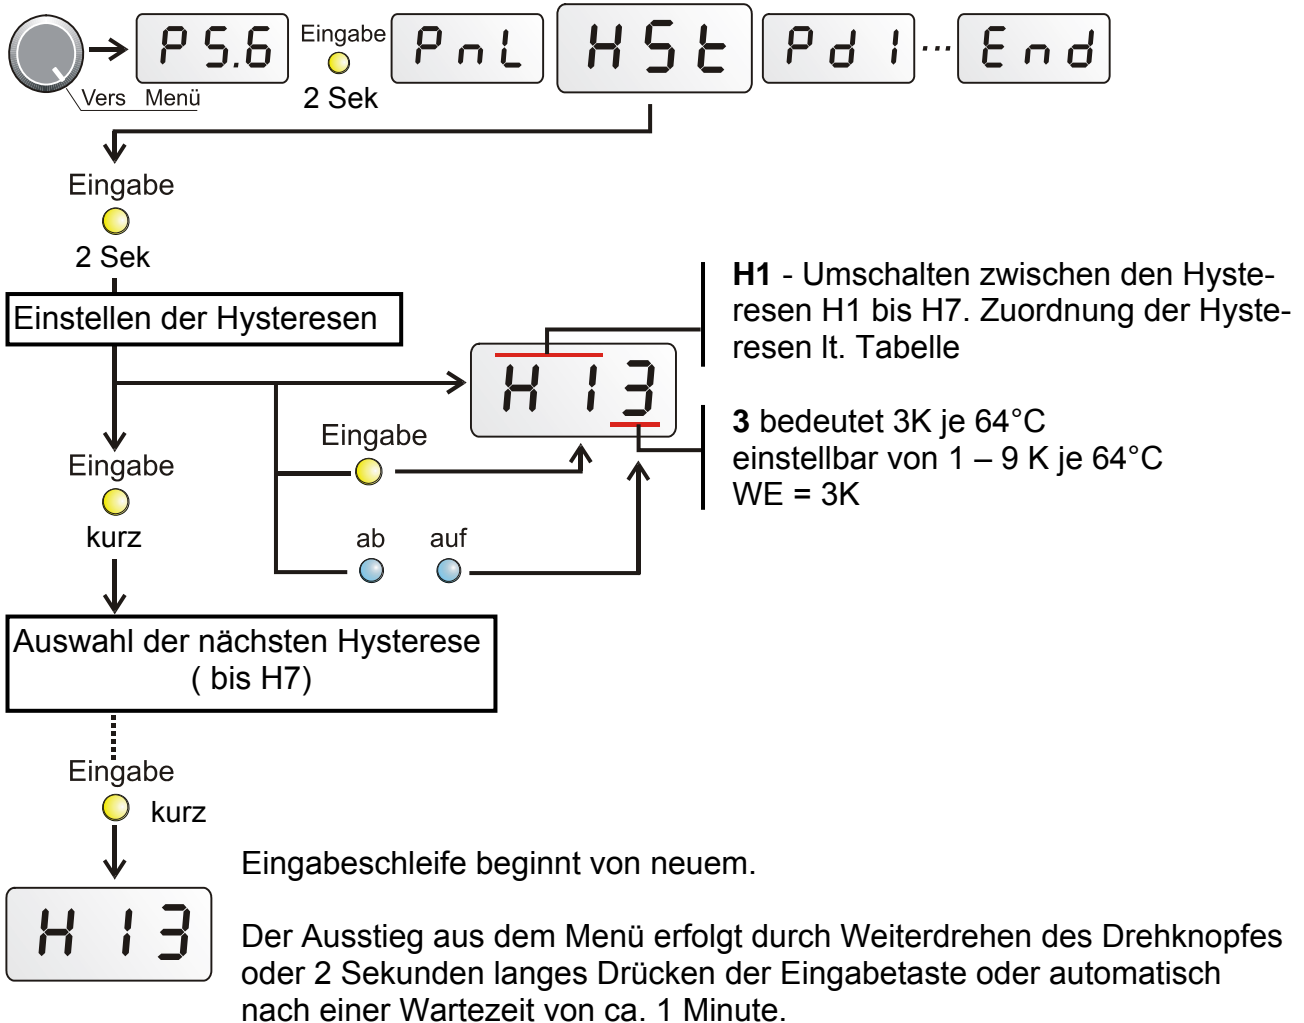 P 5.6 Eingabe P n L H S t P d 1 ... E n d
Vers Menü 2 Sek
Eingabe
2 Sek
Einstellen der Hysteresen
H1 - Umschalten zwischen den Hyste-
resen H1 bis H7. Zuordnung der Hyste-
resen lt. Tabelle
H 1 3
3 bedeutet 3K je 64°C
einstellbar von 1 – 9 K je 64°C
WE = 3K
Eingabe
Eingabe
kurz
ab auf
Auswahl der nächsten Hysterese
( bis H7)
Eingabe
kurz
H 1 3
Eingabeschleife beginnt von neuem.
Der Ausstieg aus dem Menü erfolgt durch Weiterdrehen des Drehknopfes
oder 2 Sekunden langes Drücken der Eingabetaste oder automatisch
nach einer Wartezeit von ca. 1 Minute.